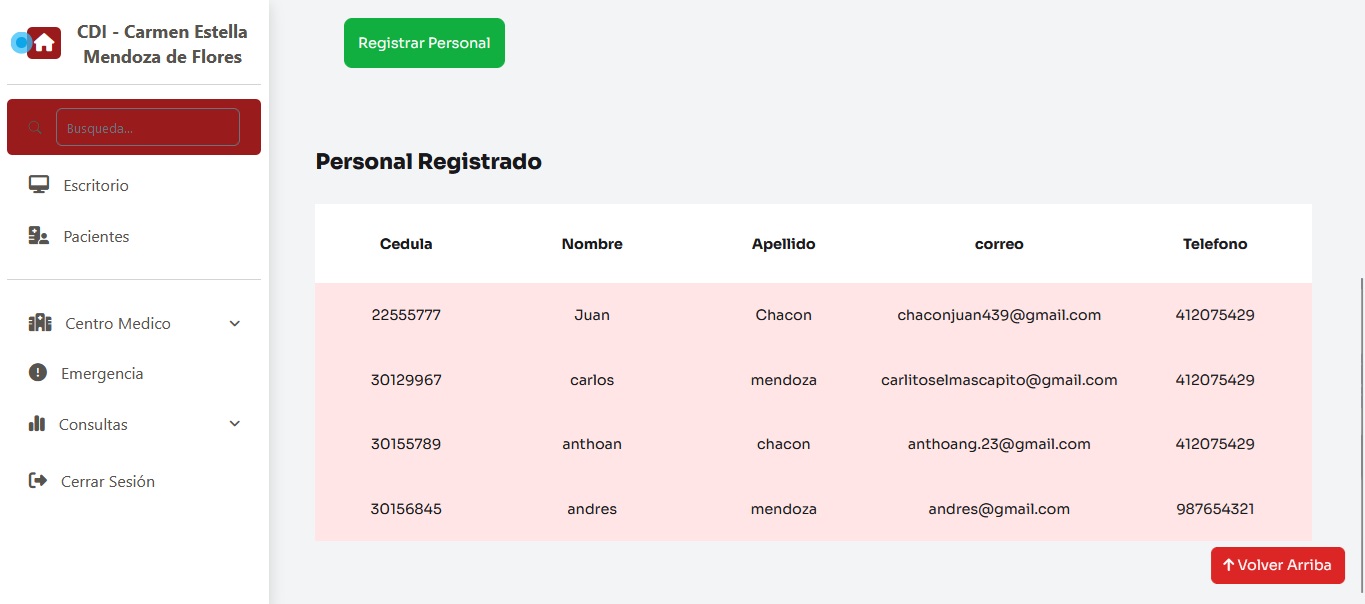 CDI - Carmen Estella
Mendoza de Flores
Busqueda...
Escritorio
Pacientes
Centro Medico
Emergencia
Consultas
Cerrar Sesión
Registrar Personal
Personal Registrado
Cedula Nombre Apellido correo Telefono
22555777 Juan Chacon chaconjuan439@gmail.com 412075429
30129967 carlos mendoza carlitoselmascapito@gmail.com 412075429
30155789 anthoan chacon anthoang.23@gmail.com 412075429
30156845 andres mendoza andres@gmail.com 987654321
Volver Arriba